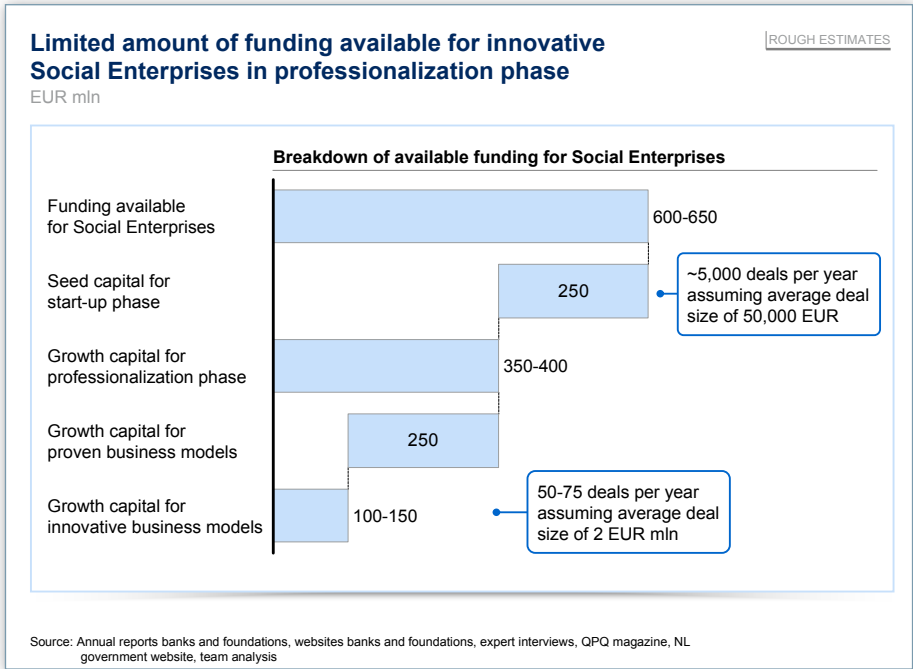 Limited amount of funding available for innovative
Social Enterprises in professionalization phase
ROUGH ESTIMATES
EUR mln
Breakdown of available funding for Social Enterprises
Funding available
for Social Enterprises
600-650
Seed capital for
start-up phase
250
~5,000 deals per year
assuming average deal
size of 50,000 EUR
Growth capital for
professionalization phase
350-400
Growth capital for
proven business models
250
Growth capital for
innovative business models
100-150
50-75 deals per year
assuming average deal
size of 2 EUR mln
Source: Annual reports banks and foundations, websites banks and foundations, expert interviews, QPQ magazine, NL
government website, team analysis